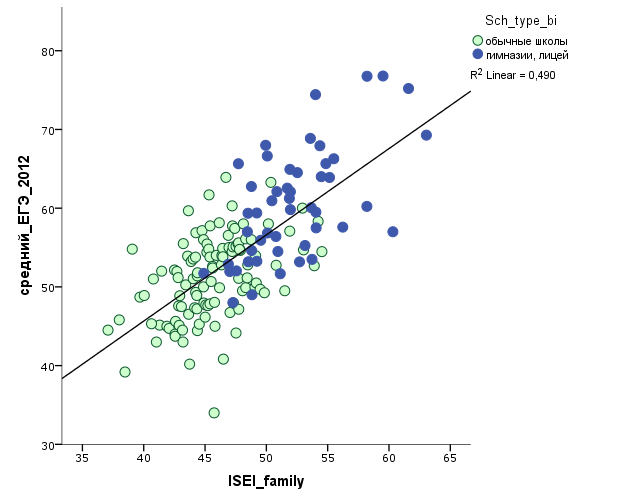 Sch_type_bi
обычные школы
гимназии, лицей
R² Linear = 0,490
80
70
60
50
40
30
средний_ЕГЭ_2012
35 40 45 50 55 60 65
ISEI_family